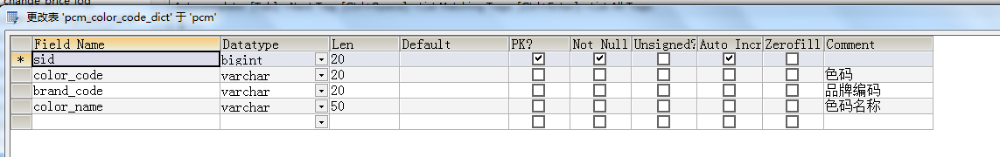 更改表 'pcm_color_code_dict' 于 'pcm'
Field Name Datatype Len Default PK? Not Null Unsigned? Auto Incr Zerofill Comment
* sid bigint 20
color_code varchar 20 色码
brand_code varchar 20 品牌编码
color_name varchar 50 色码名称